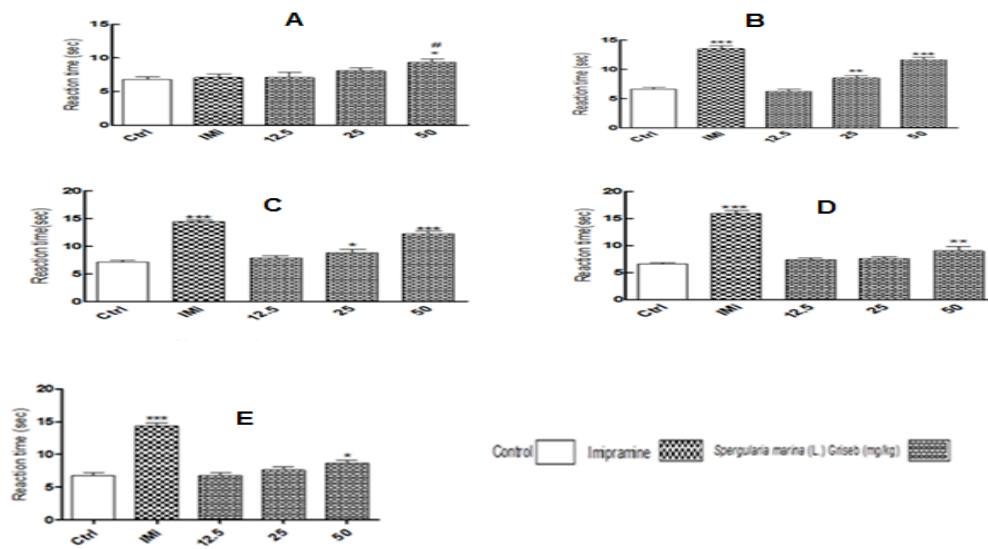 A
Reaction time (sec)
15
10
5
0
#
*
Ctrl IMI 12.5 25 50
B
Reaction time (sec)
15
10
5
0
*** ** ***
Ctrl IMI 12.5 25 50
C
Reaction time(sec)
20
15
10
5
0
*** * ***
Ctrl IMI 12.5 25 50
D
Reaction time(sec)
20
15
10
5
0
*** **
Ctrl IMI 12.5 25 50
E
Reaction time (sec)
20
15
10
5
0
*** *
Ctrl IMI 12.5 25 50
Control Imipramine Spergularia marina (L.) Griseb (mg/kg)